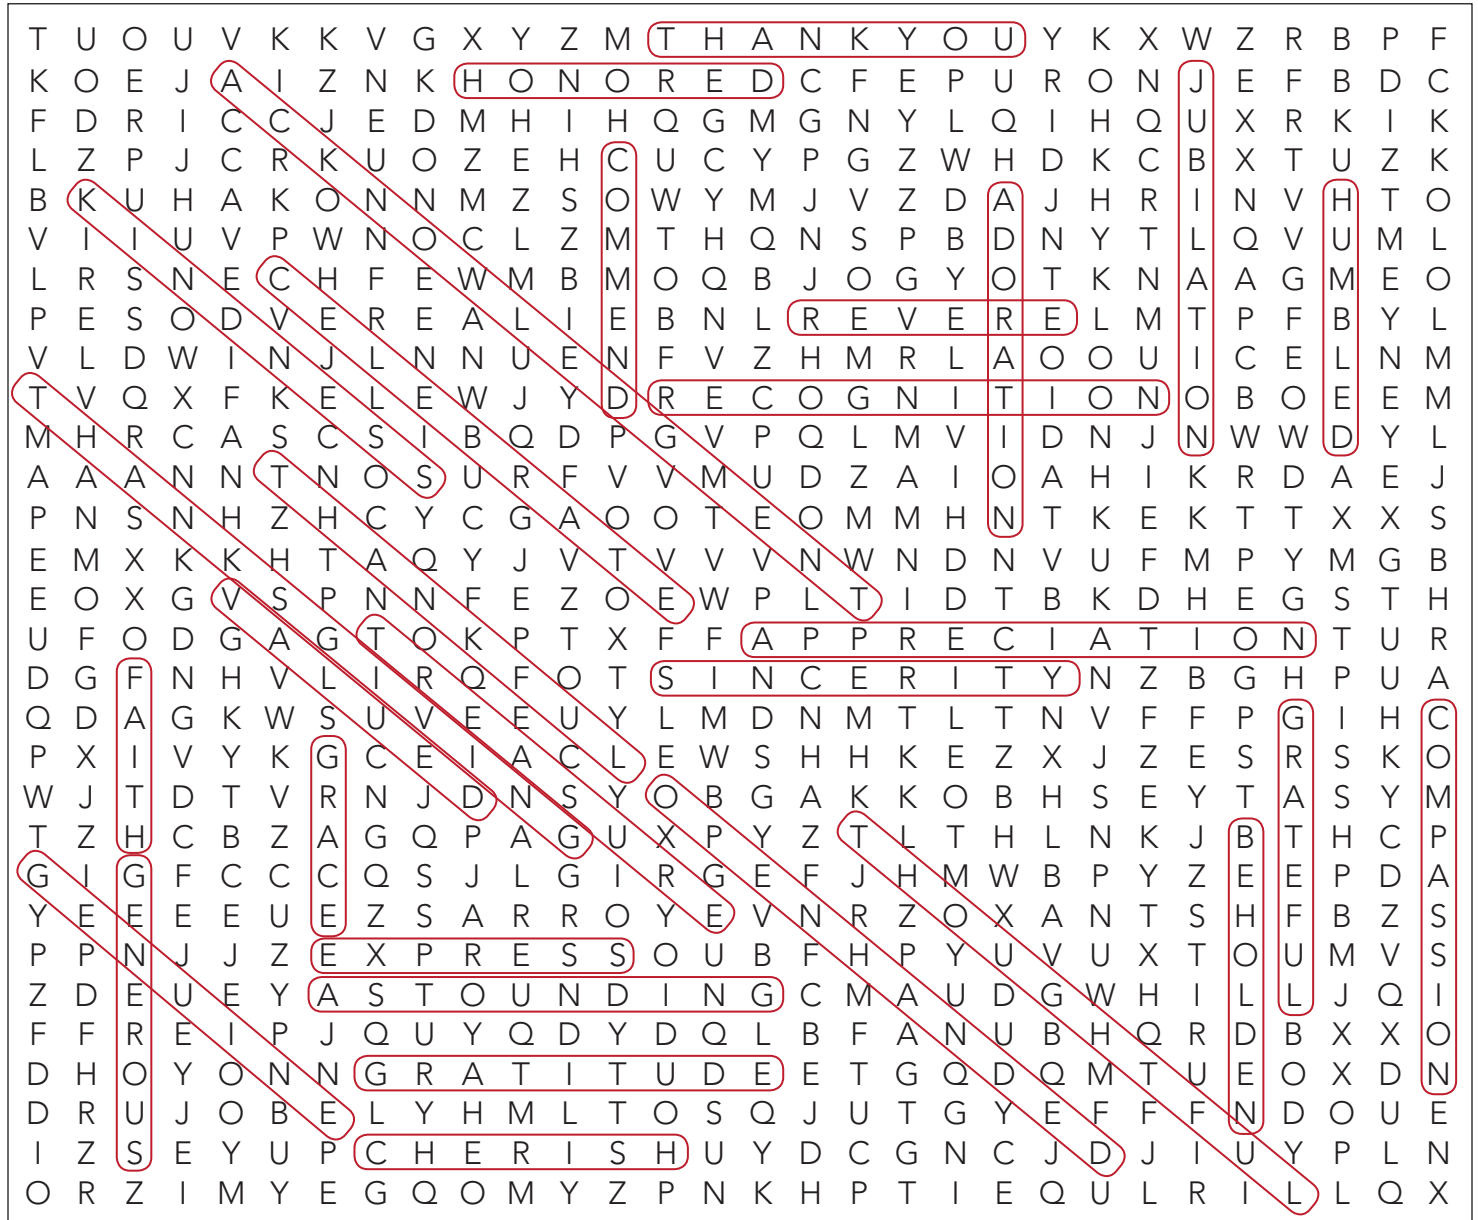 T U O U V K K V G X Y Z M T H A N K Y O U Y K X W Z R B P F
K O E J A I Z N K H O N O R E D C F E P U R O N J E F B D C
F D R I C C J E D M H I H Q G M G N Y L Q I H Q U X R K I K
L Z P J C R K U O Z E H C U C Y P G Z W H D K C B X T U Z K
B K U H A K O N N M Z S O W Y M J V Z D A J H R I N V H T O
V I I U V P W N O C L Z M T H Q N S P B D N Y T L Q V U M L
L R S N E C H F E W M B M O Q B J O G Y O T K N A A G M E O
P E S O D V E R E A L I E B N L R E V E R E L M T P F B Y L
V L D W I N J L N N U E N F V Z H M R L A O O U I C E L N M
T V Q X F K E L E W J Y D R E C O G N I T I O N O B O E E M
M H R C A S C S I B Q D P G V P Q L M V I D N J N W W D Y L
A A A N N T N O S U R F V V M U D Z A I O A H I K R D A E J
P N S N H Z H C Y C G A O O T E O M M H N T K E K T T X X S
E M X K K H T A Q Y J V T V V V N W N D N V U F M P Y M G B
E O X G V S P N N F E Z O E W P L T I D T B K D H E G S T H
U F O D G A G T O K P T X F F A P P R E C I A T I O N T U R
D G F N H V L I R Q F O T S I N C E R I T Y N Z B G H P U A
Q D A G K W S U V E E U Y L M D N M T L T N V F F P G I H C
P X I V Y K G C E I A C L E W S H H K E Z X J Z E S R S K O
W J T D T V R N J D N S Y O B G A K K O B H S E Y T A S Y M
T Z H C B Z A G Q P A G U X P Y Z T L T H L N K J B T H C P
G I G F C C C Q S J L G I R G E F J H M W B P Y Z E E P D A
Y E E E E U E Z S A R R O Y E V N R Z O X A N T S H F B Z S
P P N J J Z E X P R E S S O U B F H P Y U V U X T O U M V S
Z D E U E Y A S T O U N D I N G C M A U D G W H I L L J Q I
F F R E I P J Q U Y Q D Y D Q L B F A N U B H Q R D B X X O
D H O Y O N N G R A T I T U D E E T G Q D Q M T U E O X D N
D R U J O B E L Y H M L T O S Q J U T G Y E F F F N D O U E
I Z S E Y U P C H E R I S H U Y D C G N C J D J I U Y P L N
O R Z I M Y E G Q O M Y Z P N K H P T I E Q U L R I L L Q X